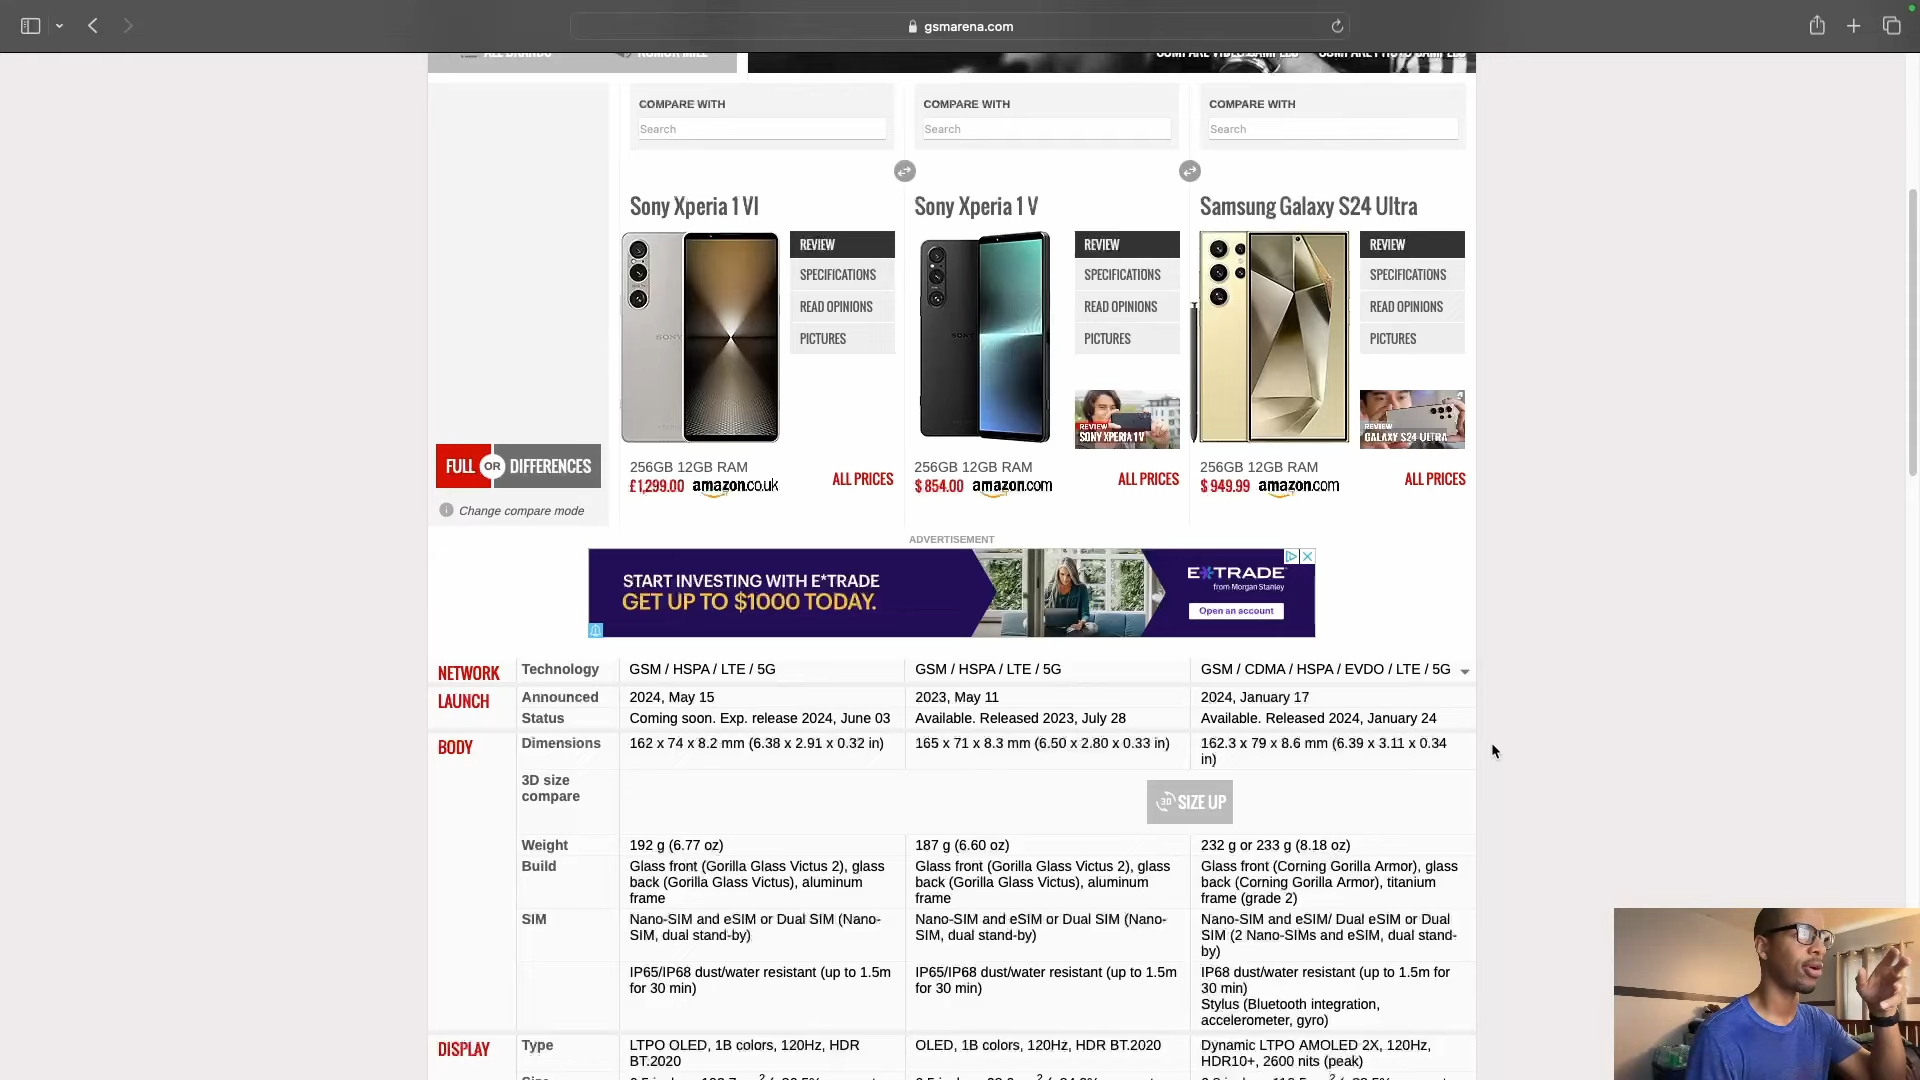 gsmarena.com
COMPARE WITH
Search
COMPARE WITH
Search
COMPARE WITH
Search
Sony Xperia 1 VI
REVIEW
SPECIFICATIONS
READ OPINIONS
PICTURES
256GB 12GB RAM
£1,299.00 amazon.co.uk
ALL PRICES
Sony Xperia 1 V
REVIEW
SPECIFICATIONS
READ OPINIONS
PICTURES
REVIEW
SONY XPERIA 1 V
256GB 12GB RAM
$ 854.00 amazon.com
ALL PRICES
Samsung Galaxy S24 Ultra
REVIEW
SPECIFICATIONS
READ OPINIONS
PICTURES
REVIEW
GALAXY S24 ULTRA
256GB 12GB RAM
$ 949.99 amazon.com
ALL PRICES
FULL OR DIFFERENCES
Change compare mode
ADVERTISEMENT
START INVESTING WITH E*TRADE
GET UP TO $1000 TODAY.
E*TRADE
from Morgan Stanley
Open an account
NETWORK
Technology
GSM / HSPA / LTE / 5G
GSM / HSPA / LTE / 5G
GSM / CDMA / HSPA / EVDO / LTE / 5G
LAUNCH
Announced
2024, May 15
2023, May 11
2024, January 17
Status
Coming soon. Exp. release 2024, June 03
Available. Released 2023, July 28
Available. Released 2024, January 24
BODY
Dimensions
162 x 74 x 8.2 mm (6.38 x 2.91 x 0.32 in)
165 x 71 x 8.3 mm (6.50 x 2.80 x 0.33 in)
162.3 x 79 x 8.6 mm (6.39 x 3.11 x 0.34
in)
3D size
compare
3D SIZE UP
Weight
192 g (6.77 oz)
187 g (6.60 oz)
232 g or 233 g (8.18 oz)
Build
Glass front (Gorilla Glass Victus 2), glass
back (Gorilla Glass Victus), aluminum
frame
Glass front (Gorilla Glass Victus 2), glass
back (Gorilla Glass Victus), aluminum
frame
Glass front (Corning Gorilla Armor), glass
back (Corning Gorilla Armor), titanium
frame (grade 2)
SIM
Nano-SIM and eSIM or Dual SIM (Nano-
SIM, dual stand-by)
Nano-SIM and eSIM or Dual SIM (Nano-
SIM, dual stand-by)
Nano-SIM and eSIM/ Dual eSIM or Dual
SIM (2 Nano-SIMs and eSIM, dual stand-
by)
IP65/IP68 dust/water resistant (up to 1.5m
for 30 min)
IP65/IP68 dust/water resistant (up to 1.5m
for 30 min)
IP68 dust/water resistant (up to 1.5m for
30 min)
Stylus (Bluetooth integration,
accelerometer, gyro)
DISPLAY
Type
LTPO OLED, 1B colors, 120Hz, HDR
BT.2020
OLED, 1B colors, 120Hz, HDR BT.2020
Dynamic LTPO AMOLED 2X, 120Hz,
HDR10+, 2600 nits (peak)